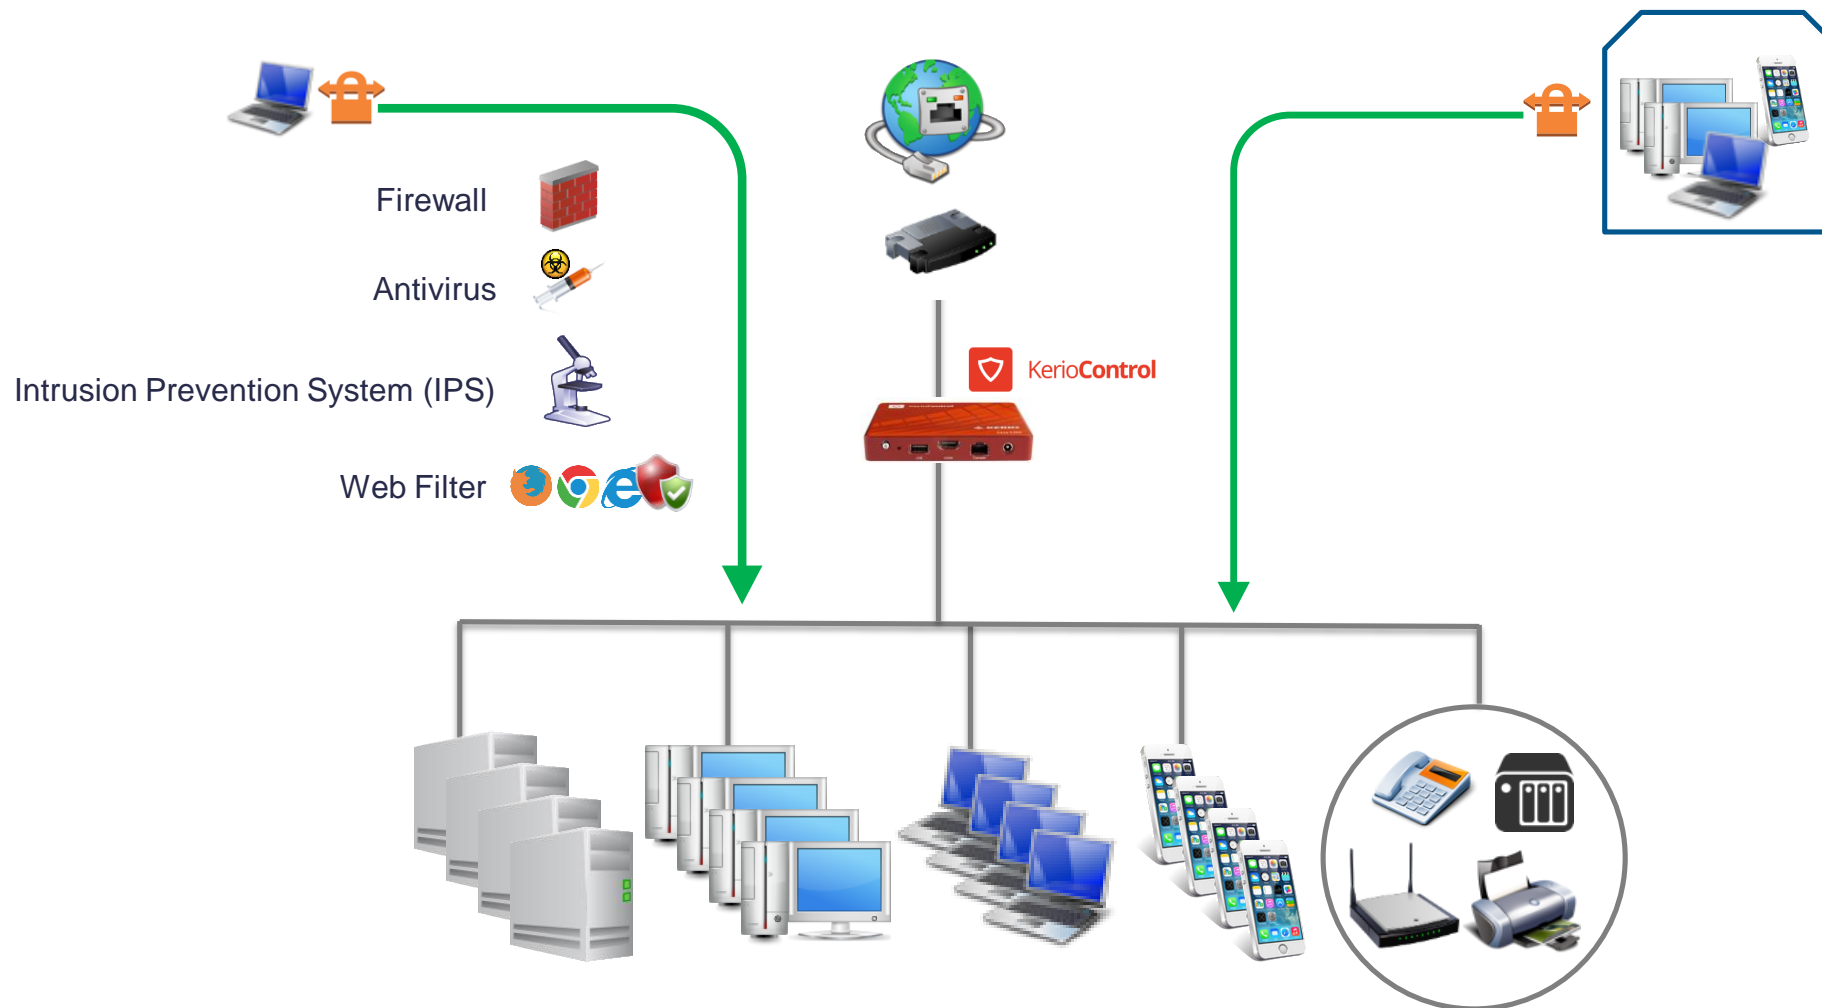 Firewall
Antivirus
KerioControl
Intrusion Prevention System (IPS)
Web Filter